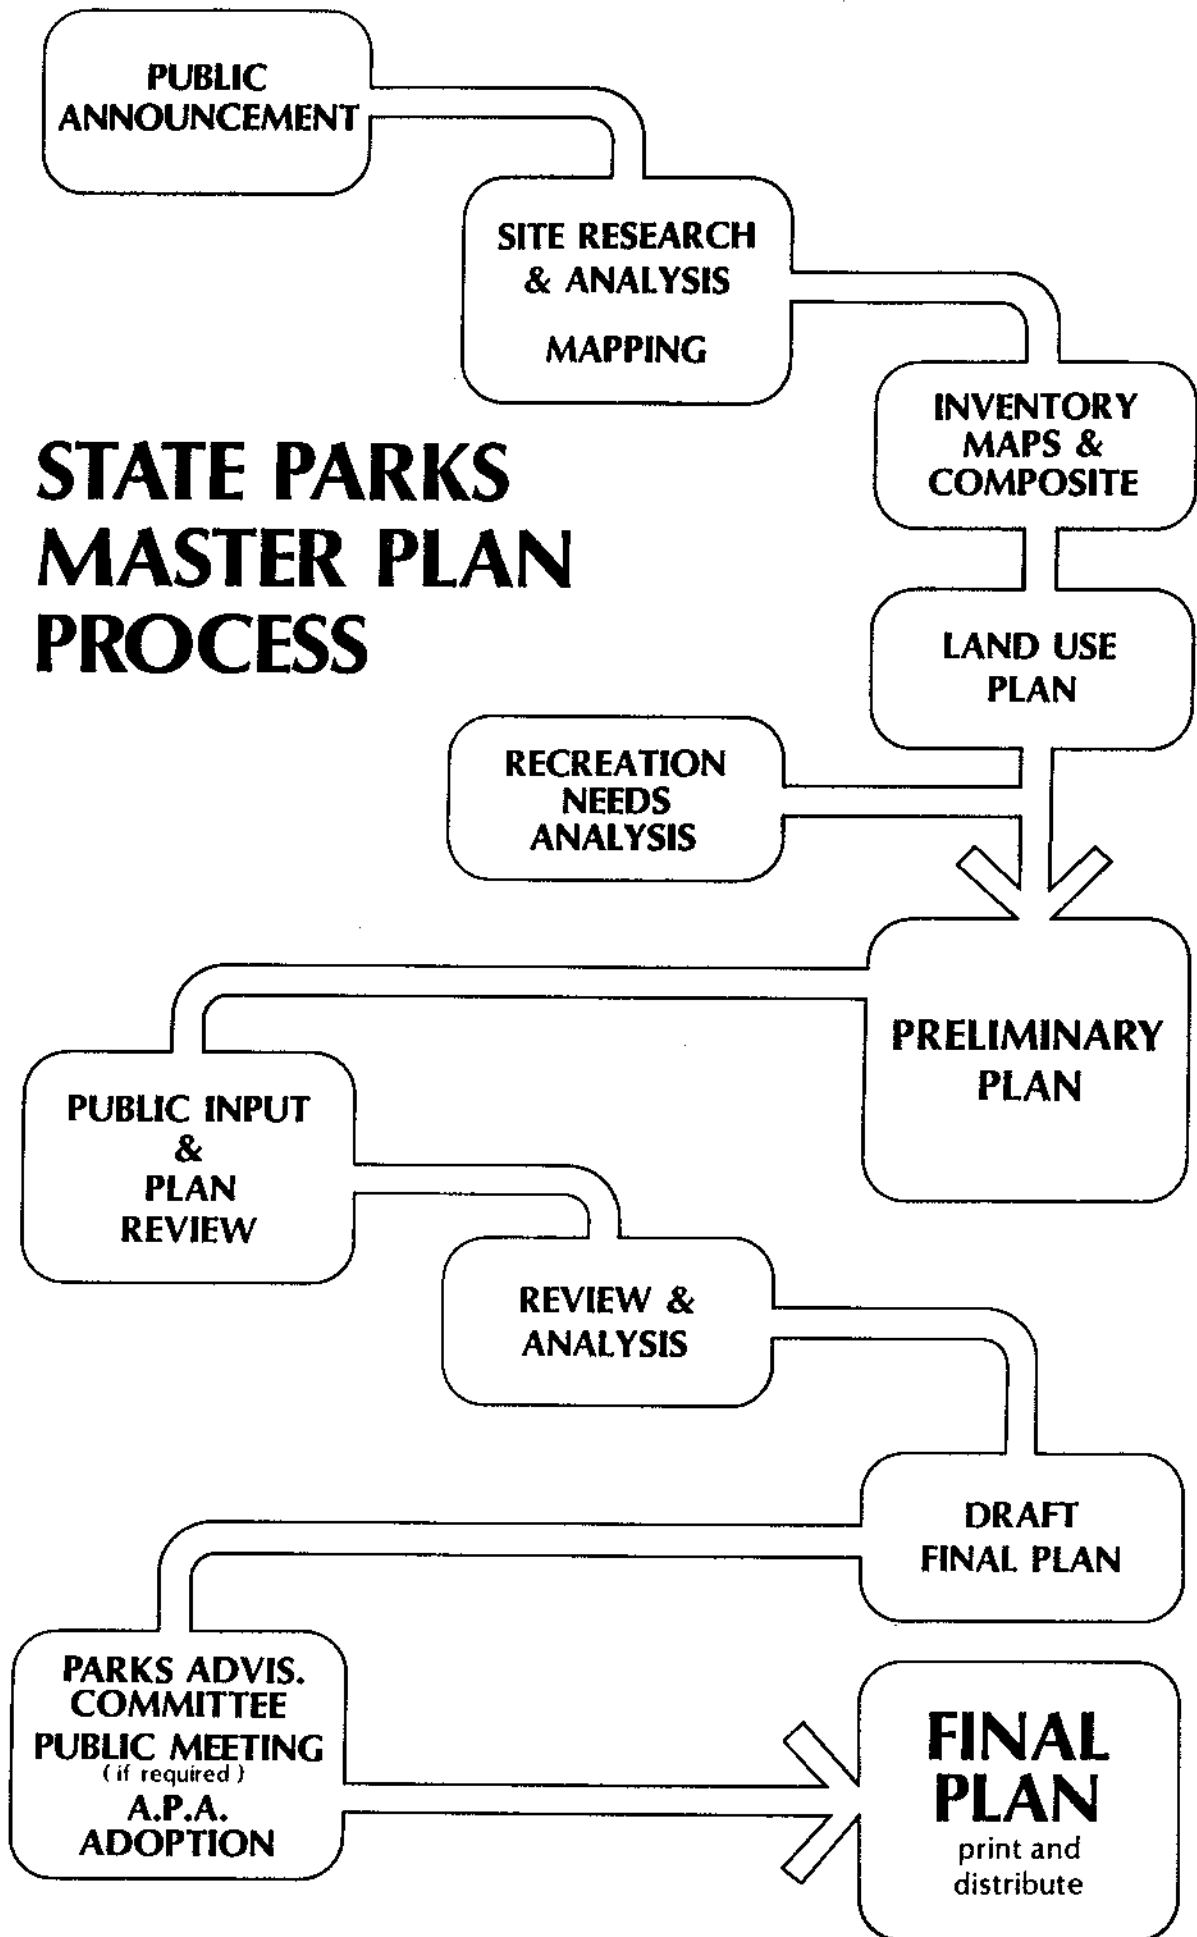 PUBLIC
ANNOUNCEMENT
SITE RESEARCH
& ANALYSIS
MAPPING
INVENTORY
MAPS &
COMPOSITE
STATE PARKS
MASTER PLAN
PROCESS
LAND USE
PLAN
RECREATION
NEEDS
ANALYSIS
PRELIMINARY
PLAN
PUBLIC INPUT
&
PLAN
REVIEW
REVIEW &
ANALYSIS
DRAFT
FINAL PLAN
PARKS ADVIS.
COMMITTEE
PUBLIC MEETING
(if required)
A.P.A.
ADOPTION
FINAL
PLAN
print and
distribute